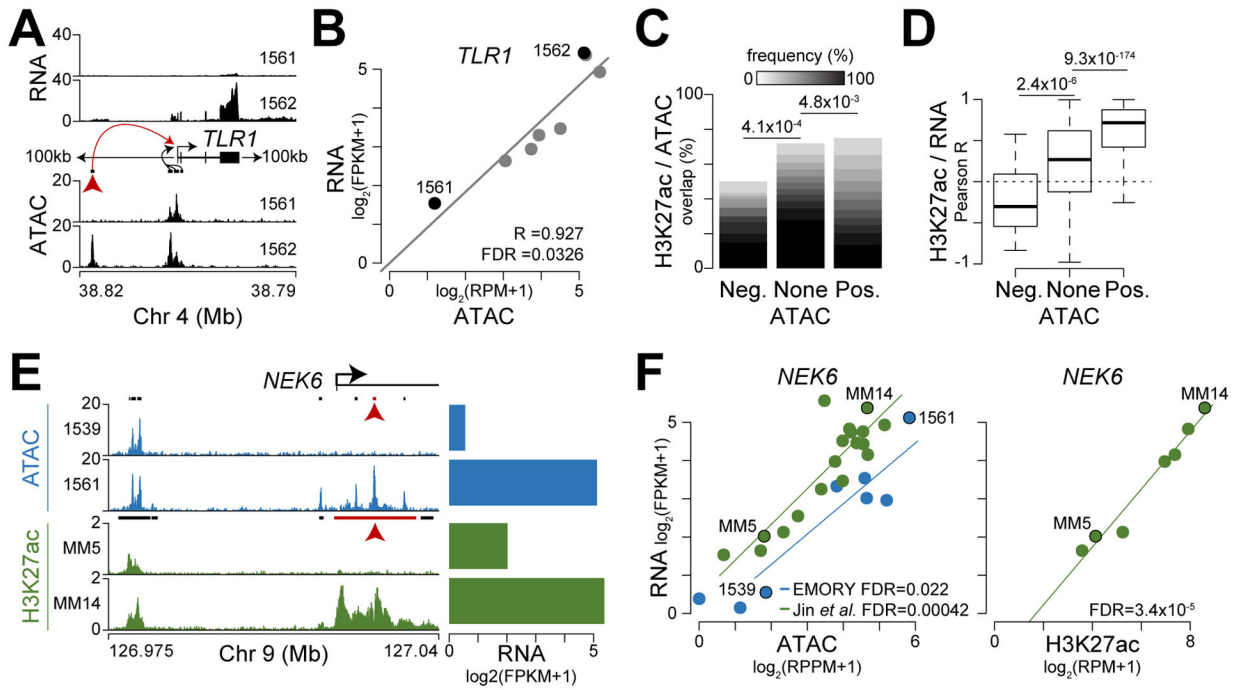 A
RNA
40
20
0
1561
40
20
0
1562
TLR1
100kb
100kb
ATAC
20
0
1561
20
0
1562
38.82
38.79
Chr 4 (Mb)
B
TLR1
RNA
log2(FPKM+1)
5
0
1562
1561
R =0.927
FDR =0.0326
0
5
log2(RPM+1)
ATAC
C
frequency (%)
0
100
H3K27ac / ATAC
overlap (%)
100
0
4.1x10-4
4.8x10-3
Neg. None Pos.
ATAC
D
H3K27ac / RNA
Pearson R
1
-1
2.4x10-6
9.3x10-174
Neg. None Pos.
ATAC
E
NEK6
ATAC
20
1539
0
20
1561
0
H3K27ac
2
MM5
0
2
MM14
0
126.975
Chr 9 (Mb)
127.04
0
5
RNA
log2(FPKM+1)
F
NEK6
RNA log2(FPKM+1)
5
0
MM14
1561
MM5
1539
EMORY FDR=0.022
Jin et al. FDR=0.00042
0
6
ATAC
log2(RPPM+1)
NEK6
MM14
MM5
FDR=3.4x10-5
0
8
H3K27ac
log2(RPM+1)